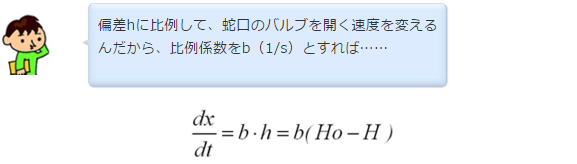 偏差hに比例して、蛇口のバルブを開く速度を変える
んだから、比例係数をb（1/s）とすれば……
dx/dt = b·h = b(Ho − H)